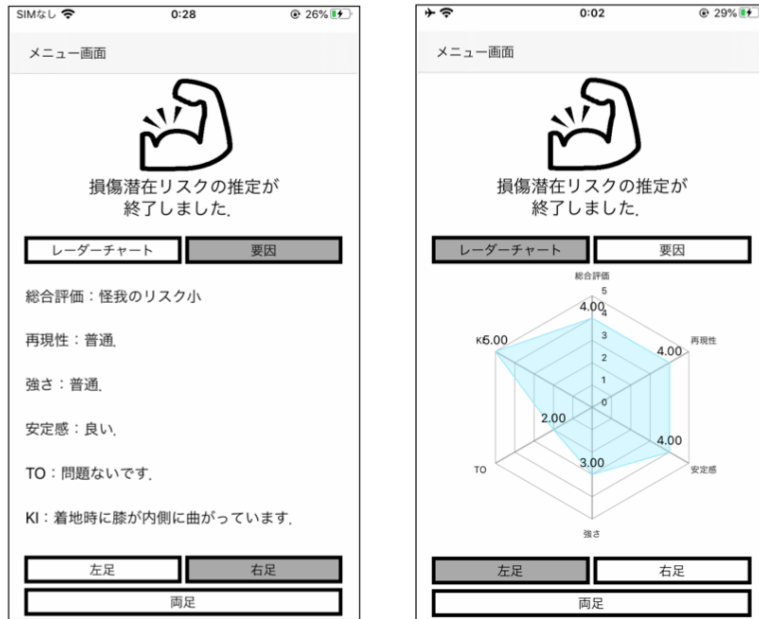 SIMなし 0:28 26%
メニュー画面
損傷潜在リスクの推定が
終了しました.
レーダーチャート 要因
総合評価：怪我のリスク小
再現性：普通.
強さ：普通.
安定感：良い.
TO：問題ないです.
KI：着地時に膝が内側に曲がっています.
左足 右足
両足
0:02 29%
メニュー画面
損傷潜在リスクの推定が
終了しました.
レーダーチャート 要因
総合評価
5
4.00
4
3
2
1
0
5.00
再現性
4.00
2.00
4.00
3.00
TO
安定感
強さ
左足 右足
両足